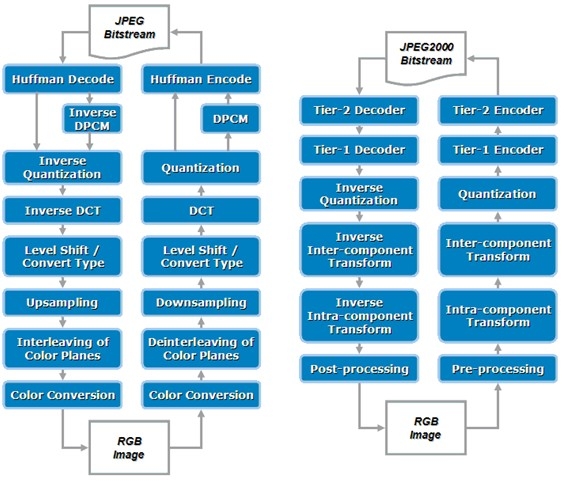 JPEG
Bitstream
Huffman Decode
Huffman Encode
Inverse
DPCM
DPCM
Inverse
Quantization
Quantization
Inverse DCT
DCT
Level Shift /
Convert Type
Level Shift /
Convert Type
Upsampling
Downsampling
Interleaving of
Color Planes
Deinterleaving of
Color Planes
Color Conversion
Color Conversion
RGB
Image
JPEG2000
Bitstream
Tier-2 Decoder
Tier-2 Encoder
Tier-1 Decoder
Tier-1 Encoder
Inverse
Quantization
Quantization
Inverse
Inter-component
Transform
Inter-component
Transform
Inverse
Intra-component
Transform
Intra-component
Transform
Post-processing
Pre-processing
RGB
Image